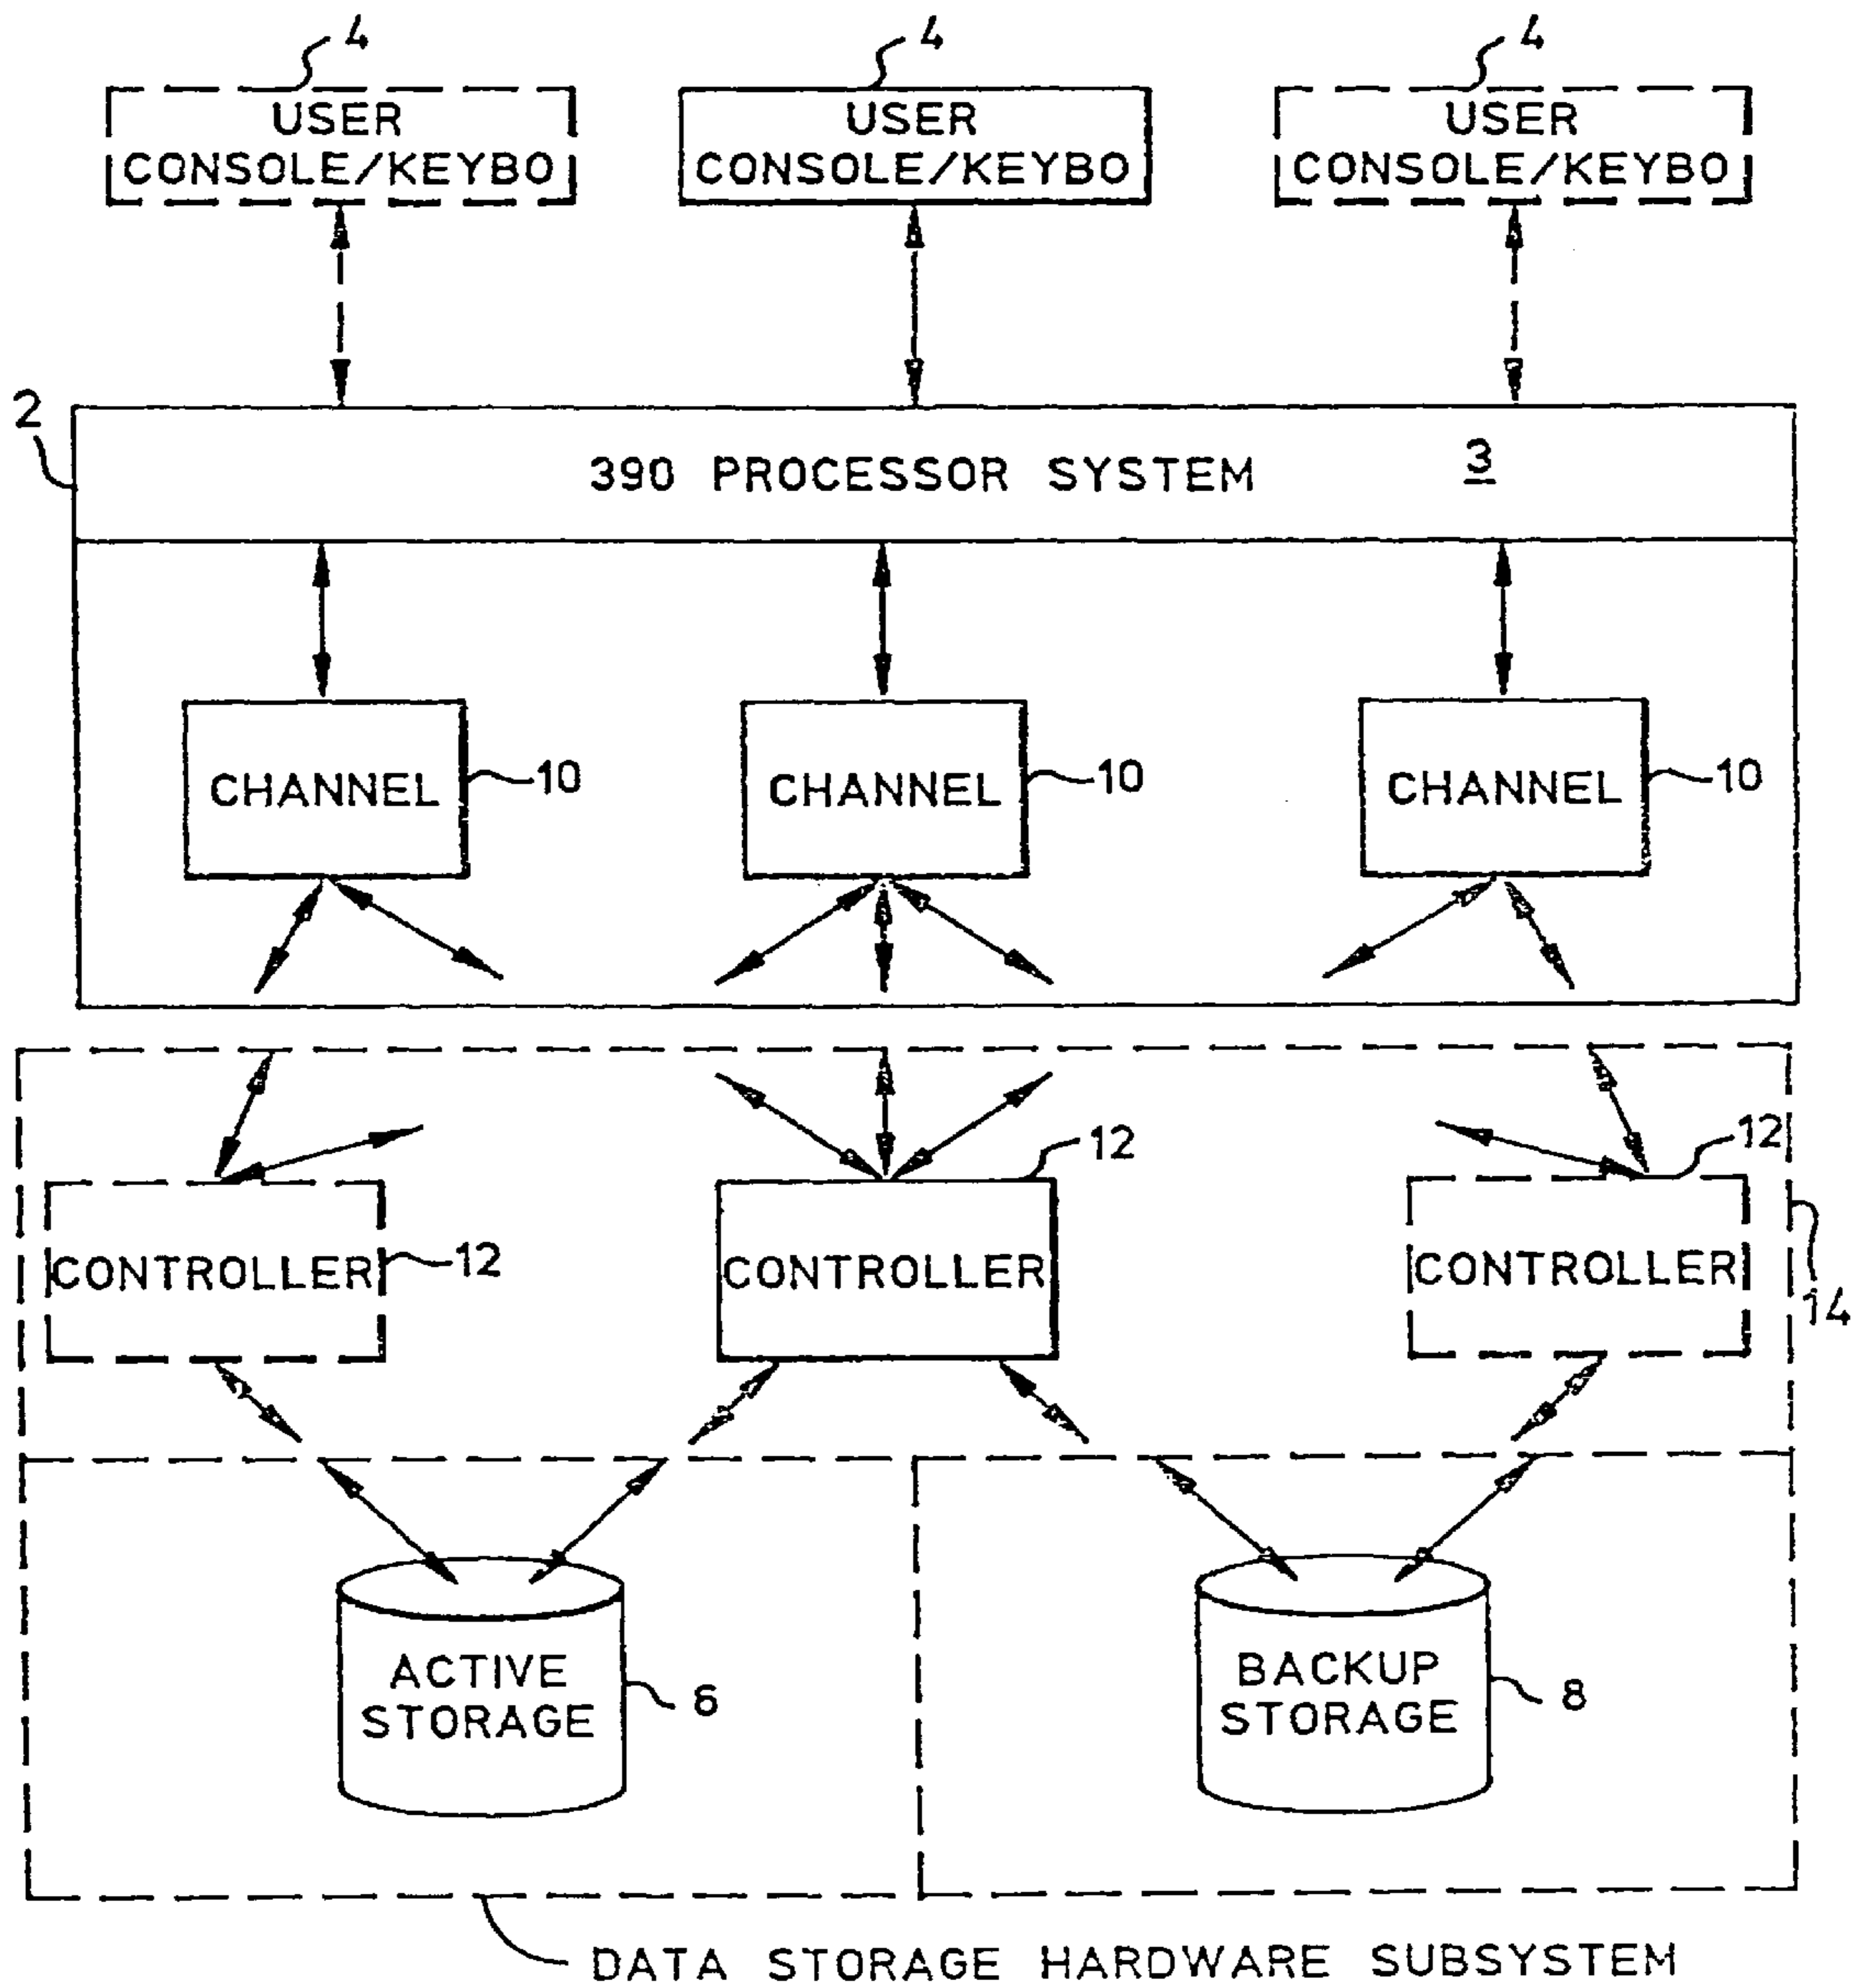 4 4 4
USER USER USER
CONSOLE/KEYBO CONSOLE/KEYBO CONSOLE/KEYBO
2
390 PROCESSOR SYSTEM 3
CHANNEL 10 CHANNEL 10 CHANNEL 10
12 12
CONTROLLER 12 CONTROLLER CONTROLLER
14
ACTIVE
STORAGE 6
BACKUP
STORAGE 8
DATA STORAGE HARDWARE SUBSYSTEM